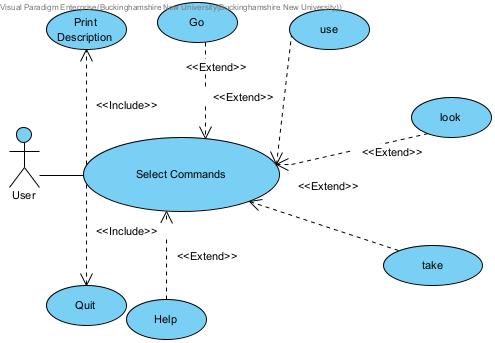 Visual Paradigm Enterprise(Buckinghamshire New University(Buckinghamshire New University))
Print
Description
Go
use
<<Extend>>
<<Include>>
<<Extend>>
look
<<Extend>>
User
Select Commands
<<Extend>>
<<Include>>
<<Extend>>
take
Quit
Help